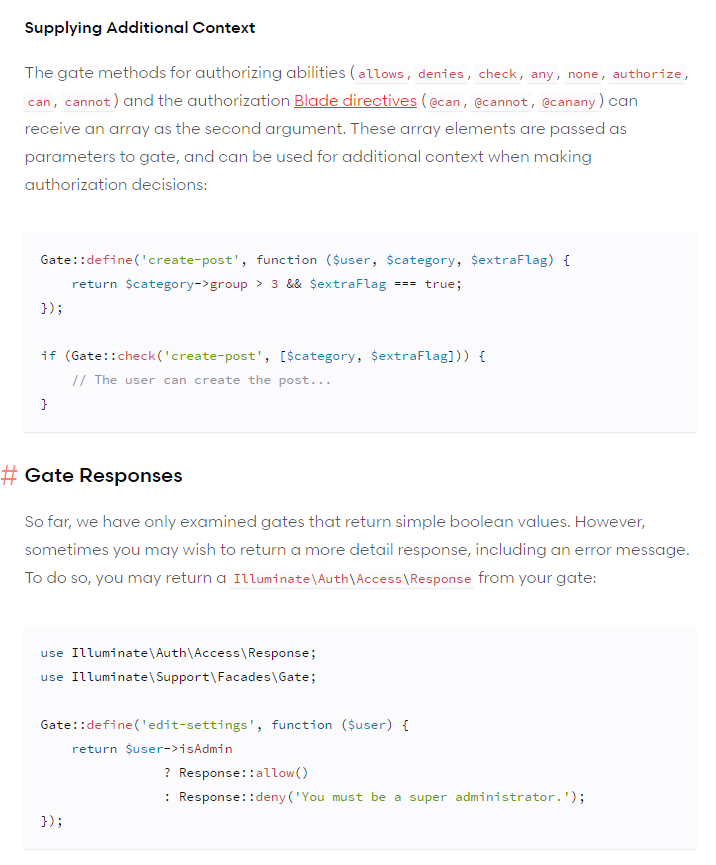 Supplying Additional Context
The gate methods for authorizing abilities (allows, denies, check, any, none, authorize,
can, cannot) and the authorization Blade directives (@can, @cannot, @canany) can
receive an array as the second argument. These array elements are passed as
parameters to gate, and can be used for additional context when making
authorization decisions:
Gate::define('create-post', function ($user, $category, $extraFlag) {
    return $category->group > 3 && $extraFlag === true;
});
if (Gate::check('create-post', [$category, $extraFlag])) {
    // The user can create the post...
}
# Gate Responses
So far, we have only examined gates that return simple boolean values. However,
sometimes you may wish to return a more detail response, including an error message.
To do so, you may return a Illuminate\Auth\Access\Response from your gate:
use Illuminate\Auth\Access\Response;
use Illuminate\Support\Facades\Gate;
Gate::define('edit-settings', function ($user) {
    return $user->isAdmin
                ? Response::allow()
                : Response::deny('You must be a super administrator.');
});